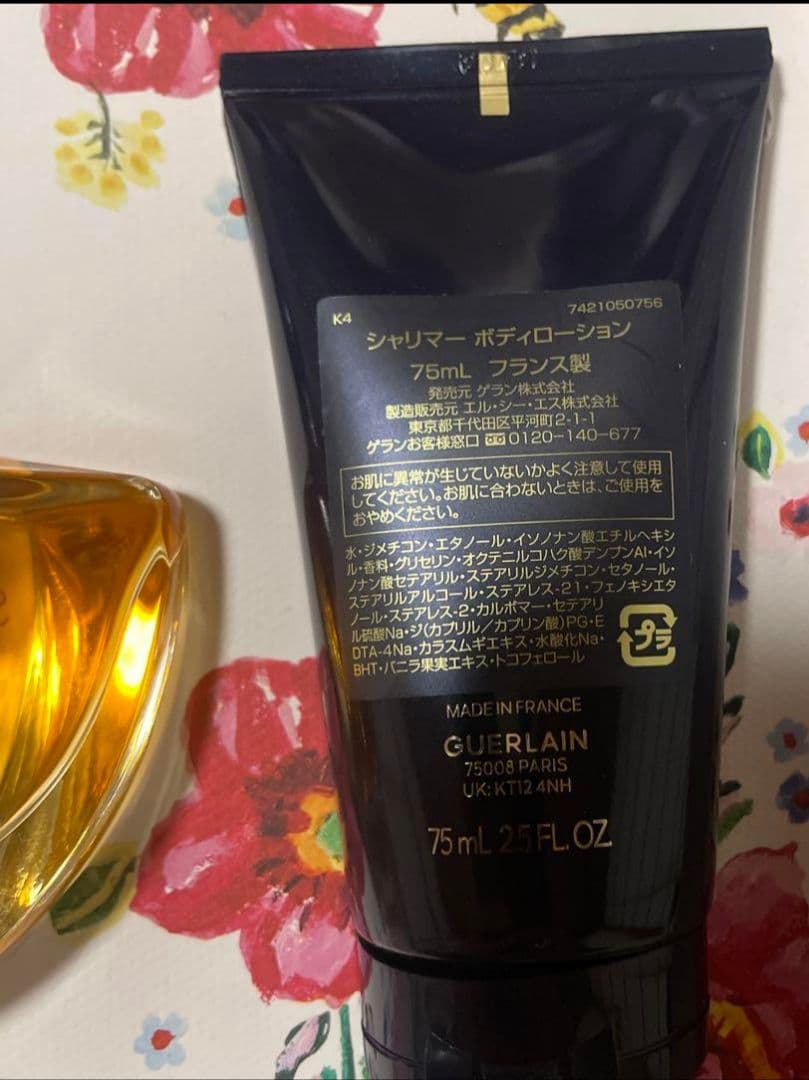 K4
7421050756
シャリマー ボディローション
75mL フランス製
発売元 ゲラン株式会社
製造販売元 エル・シー・エス株式会社
東京都千代田区平河町2-1-1
ゲランお客様窓口 0120-140-677
お肌に異常が生じていないかよく注意して使用
してください。お肌に合わないときは、ご使用を
おやめください。
水・ジメチコン・エタノール・イソノナン酸エチルヘキシ
ル・香料・グリセリン・オクテニルコハク酸デンプンAl・イソ
ノナン酸セテアリル・ステアリルジメチコン・セタノール・
ステアリルアルコール・ステアレス-21・フェノキシエタ
ノール・ステアレス-2・カルボマー・セテアリ
ル硫酸Na・ジ(カプリル/カプリン酸)PG・E
DTA-4Na・カラスムギエキス・水酸化Na・
BHT・バニラ果実エキス・トコフェロール
プラ
MADE IN FRANCE
GUERLAIN
75008 PARIS
UK: KT12 4NH
75 mL 2.5 FL. OZ